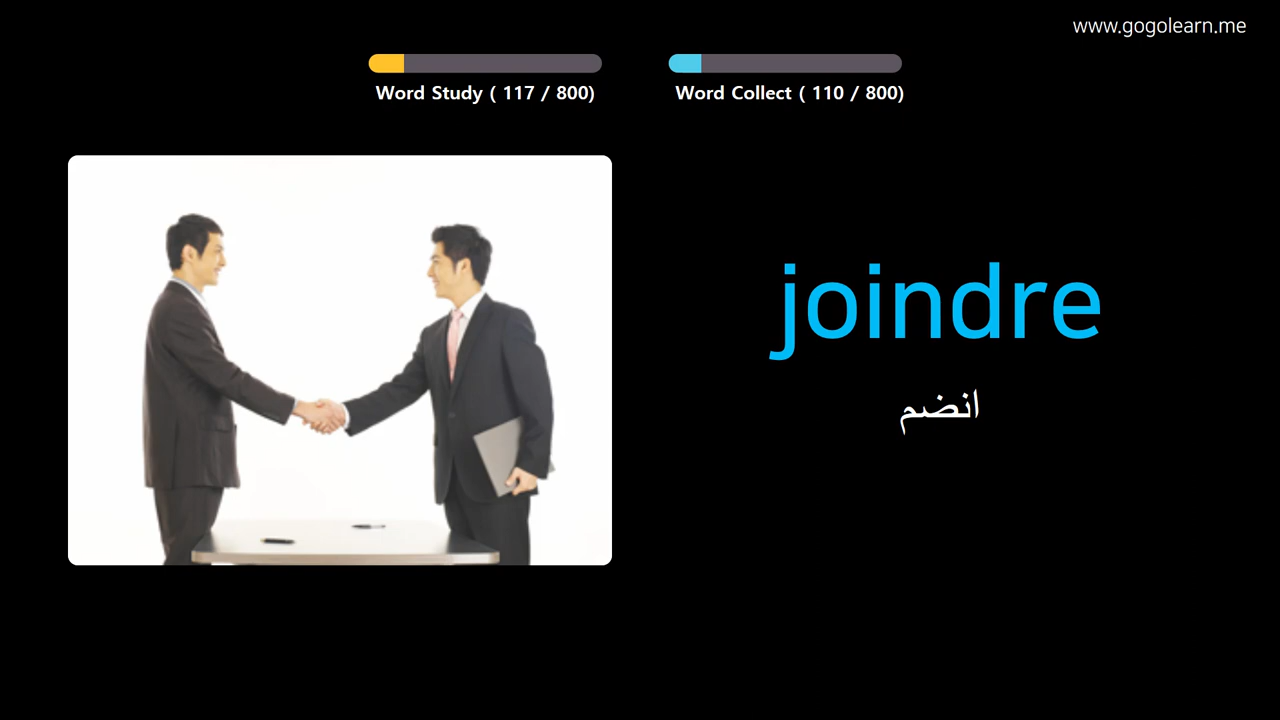 www.gogolearn.me
Word Study ( 117 / 800)
Word Collect ( 110 / 800)
joindre
انضم